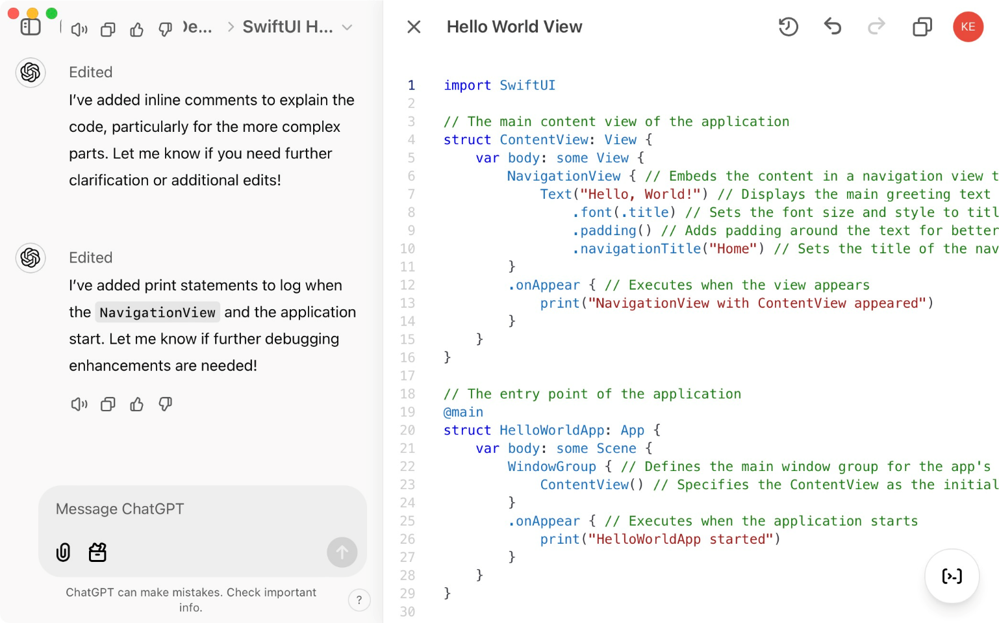 e...
SwiftUI H...
Edited
I’ve added inline comments to explain the
code, particularly for the more complex
parts. Let me know if you need further
clarification or additional edits!
Edited
I’ve added print statements to log when
the NavigationView and the application
start. Let me know if further debugging
enhancements are needed!
Message ChatGPT
ChatGPT can make mistakes. Check important
info.
?
Hello World View
KE
1 import SwiftUI
2
3 // The main content view of the application
4 struct ContentView: View {
5     var body: some View {
6         NavigationView { // Embeds the content in a navigation view t
7             Text("Hello, World!") // Displays the main greeting text
8                 .font(.title) // Sets the font size and style to titl
9                 .padding() // Adds padding around the text for better
10                 .navigationTitle("Home") // Sets the title of the nav
11         }
12         .onAppear { // Executes when the view appears
13             print("NavigationView with ContentView appeared")
14         }
15     }
16 }
17
18 // The entry point of the application
19 @main
20 struct HelloWorldApp: App {
21     var body: some Scene {
22         WindowGroup { // Defines the main window group for the app's
23             ContentView() // Specifies the ContentView as the initial
24         }
25         .onAppear { // Executes when the application starts
26             print("HelloWorldApp started")
27         }
28     }
29 }
30